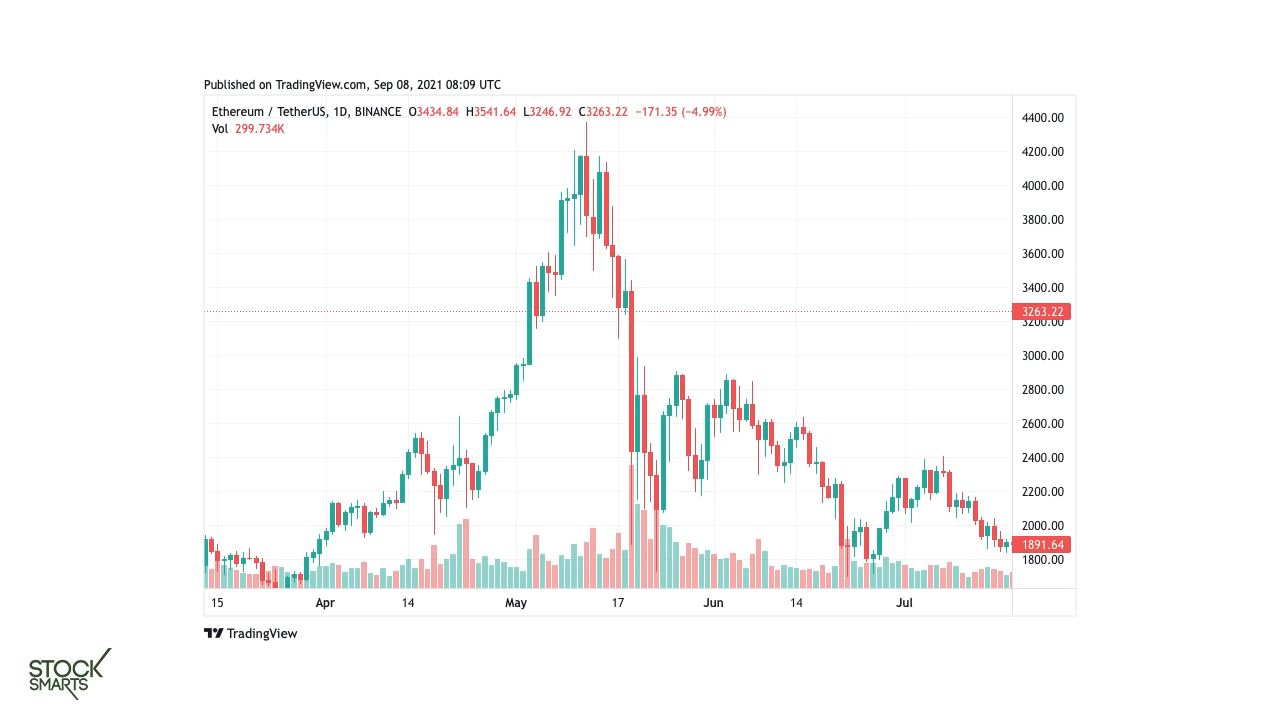 Published on TradingView.com, Sep 08, 2021 08:09 UTC
Ethereum / TetherUS, 1D, BINANCE O3434.84 H3541.64 L3246.92 C3263.22 −171.35 (−4.99%)
Vol 299.734K
4400.00
4200.00
4000.00
3800.00
3600.00
3400.00
3263.22
3200.00
3000.00
2800.00
2600.00
2400.00
2200.00
2000.00
1891.64
1800.00
15 Apr 14 May 17 Jun 14 Jul
TradingView
STOCK
SMARTS